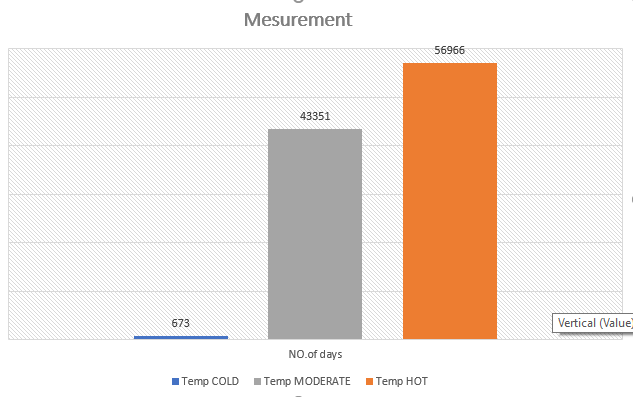 Mesurement
56966
43351
673
Vertical (Value)
NO.of days
Temp COLD Temp MODERATE Temp HOT